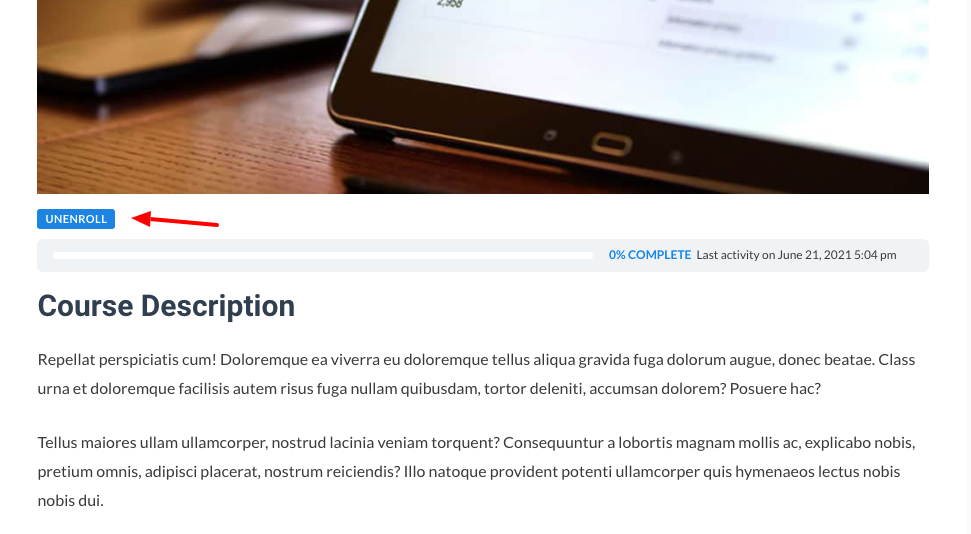 2,958
UNENROLL
0% COMPLETE Last activity on June 21, 2021 5:04 pm
Course Description
Repellat perspiciatis cum! Doloremque ea viverra eu doloremque tellus aliqua gravida fuga dolorum augue, donec beatae. Class
urna et doloremque facilisis autem risus fuga nullam quibusdam, tortor deleniti, accumsan dolorem? Posuere hac?
Tellus maiores ullam ullamcorper, nostrud lacinia veniam torquent? Consequuntur a lobortis magnam mollis ac, explicabo nobis,
pretium omnis, adipisci placerat, nostrum reiciendis? Illo natoque provident potenti ullamcorper quis hymenaeos lectus nobis
nobis dui.